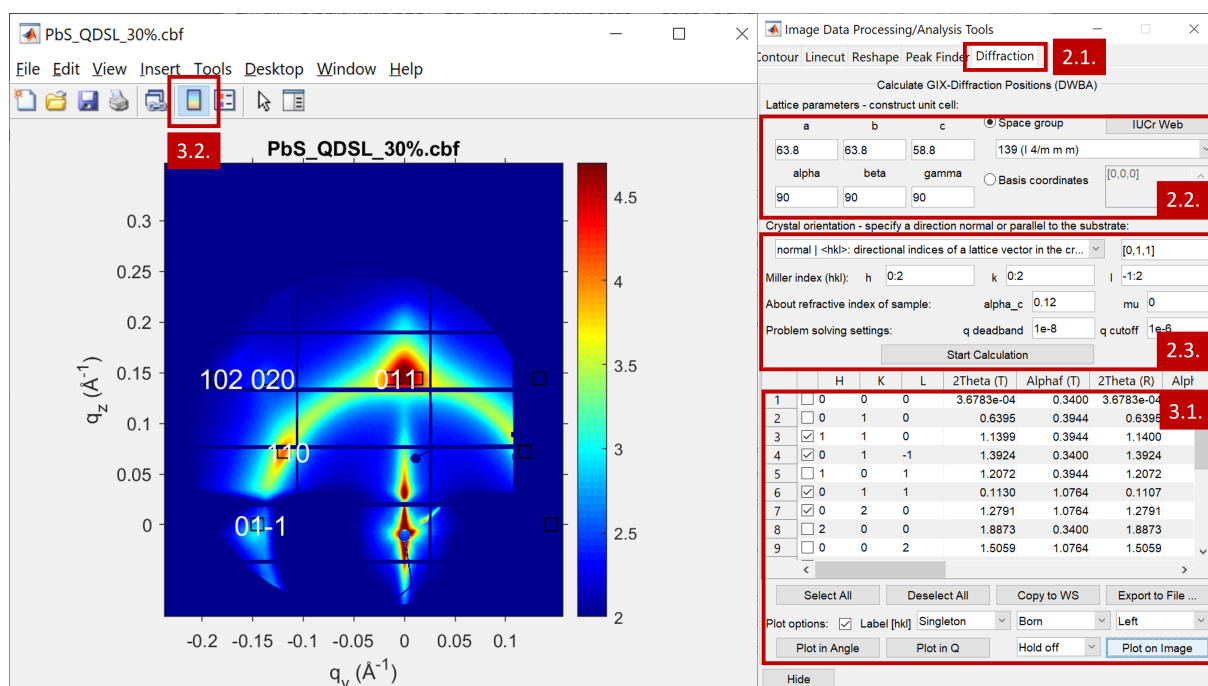 PbS_QDSL_30%.cbf
File Edit View Insert Tools Desktop Window Help
3.2.
PbS_QDSL_30%.cbf
0.3
0.25
0.2
0.15
0.1
0.05
0
q_z (Å⁻¹)
102 020 011
110
01-1
-0.2 -0.15 -0.1 -0.05 0 0.05 0.1
q_y (Å⁻¹)
4.5
4
3.5
3
2.5
2
Image Data Processing/Analysis Tools
Contour Linecut Reshape Peak Finder Diffraction
2.1.
Calculate GIX-Diffraction Positions (DWBA)
Lattice parameters - construct unit cell:
a b c Space group IUCr Web
63.8 63.8 58.8 139 (I 4/m m m)
alpha beta gamma Basis coordinates [0,0,0]
90 90 90
2.2.
Crystal orientation - specify a direction normal or parallel to the substrate:
normal | <hkl>: directional indices of a lattice vector in the cr... [0,1,1]
Miller index (hkl): h 0:2 k 0:2 l -1:2
About refractive index of sample: alpha_c 0.12 mu 0
Problem solving settings: q deadband 1e-8 q cutoff 1e-6
Start Calculation
2.3.
H K L 2Theta (T) Alphaf (T) 2Theta (R) Alph
1 0 0 0 3.6783e-04 0.3400 3.6783e-04
2 0 1 0 0.6395 0.3944 0.6395
3.1.
3 1 1 0 1.1399 0.3944 1.1400
4 0 1 -1 1.3924 0.3400 1.3924
5 1 0 1 1.2072 0.3944 1.2072
6 0 1 1 0.1130 1.0764 0.1107
7 0 2 0 1.2791 1.0764 1.2791
8 2 0 0 1.8873 0.3400 1.8873
9 0 0 2 1.5059 1.0764 1.5059
Select All Deselect All Copy to WS Export to File ...
Plot options: Label [hkl] Singleton Born Left
Plot in Angle Plot in Q Hold off Plot on Image
Hide